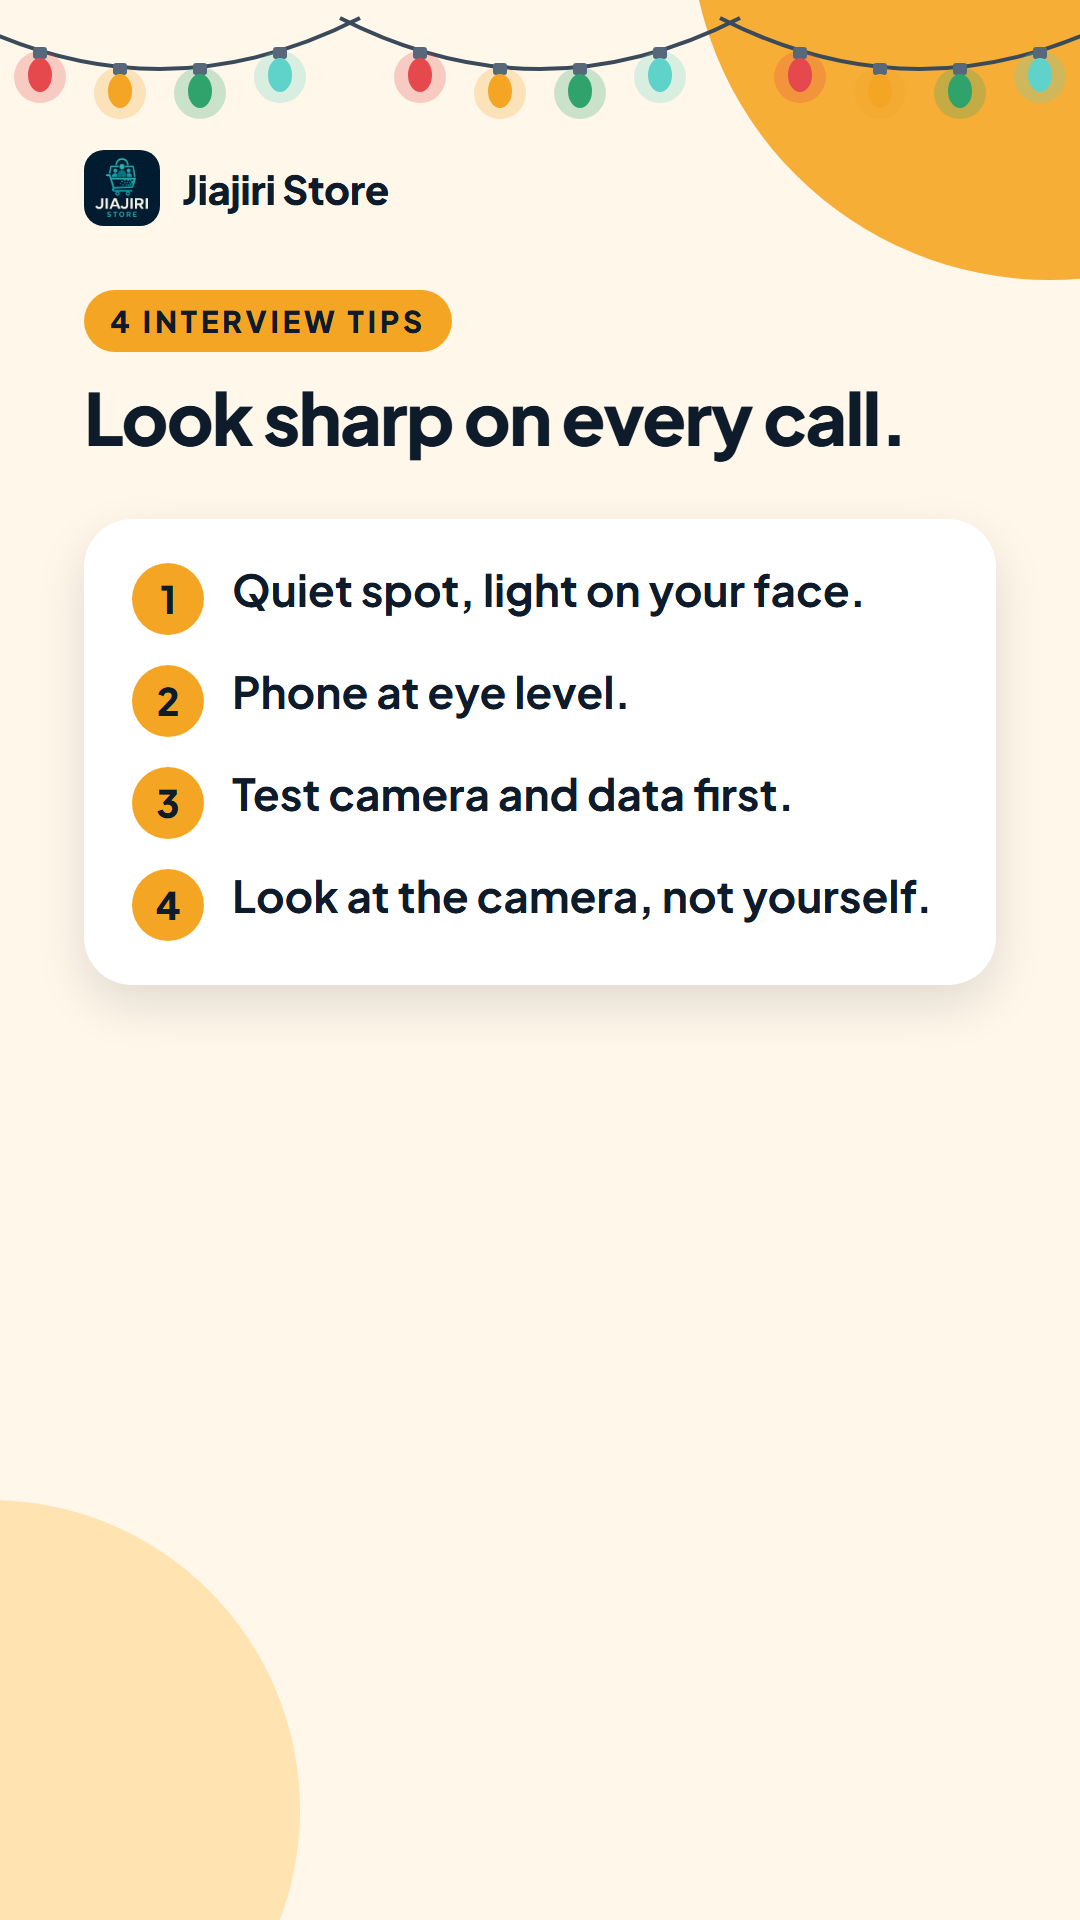 JIAJIRI
STORE
Jiajiri Store
4 INTERVIEW TIPS
Look sharp on every call.
1 Quiet spot, light on your face.
2 Phone at eye level.
3 Test camera and data first.
4 Look at the camera, not yourself.